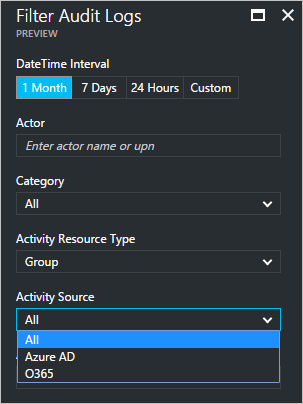 Filter Audit Logs
PREVIEW
DateTime Interval
1 Month 7 Days 24 Hours Custom
Actor
Enter actor name or upn
Category
All
Activity Resource Type
Group
Activity Source
All
All
Azure AD
O365